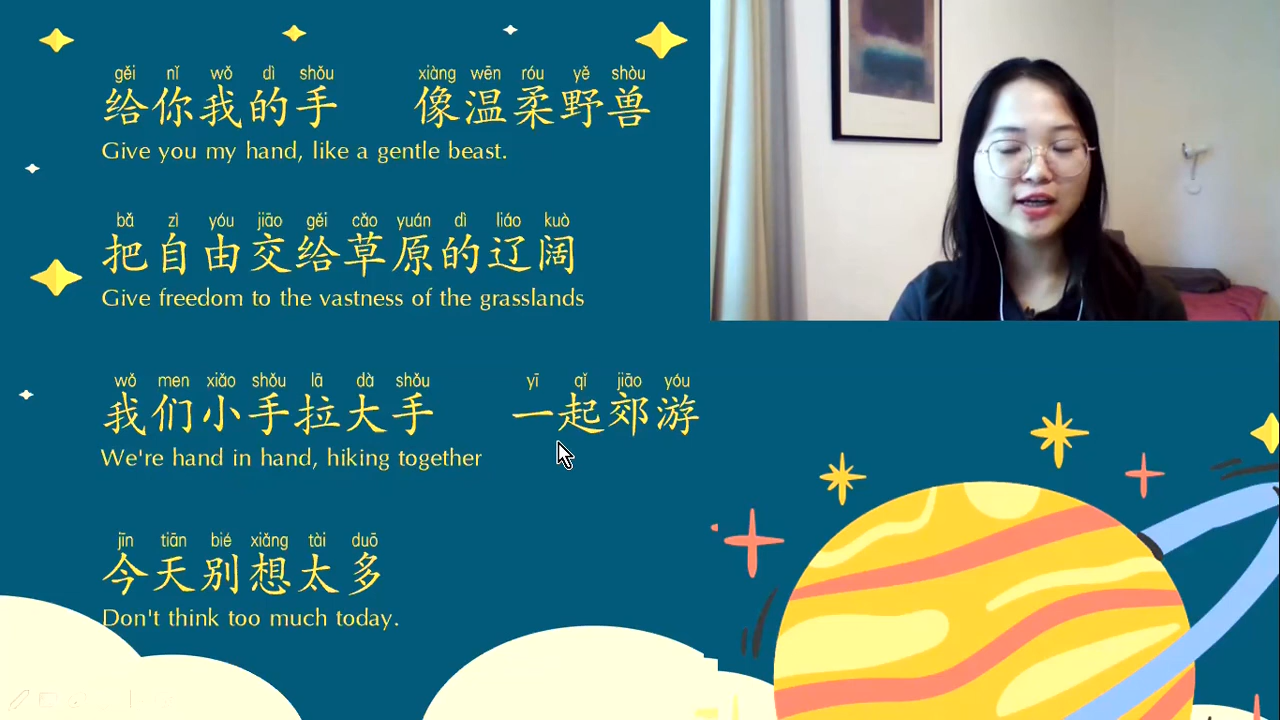 gěi nǐ wǒ dì shǒu xiàng wēn róu yě shòu
给你我的手 像温柔野兽
Give you my hand, like a gentle beast.
bǎ zì yóu jiāo gěi cǎo yuán dì liáo kuò
把自由交给草原的辽阔
Give freedom to the vastness of the grasslands
wǒ men xiǎo shǒu lā dà shǒu yī qǐ jiāo yóu
我们小手拉大手 一起郊游
We're hand in hand, hiking together
jīn tiān bié xiǎng tài duō
今天别想太多
Don't think too much today.